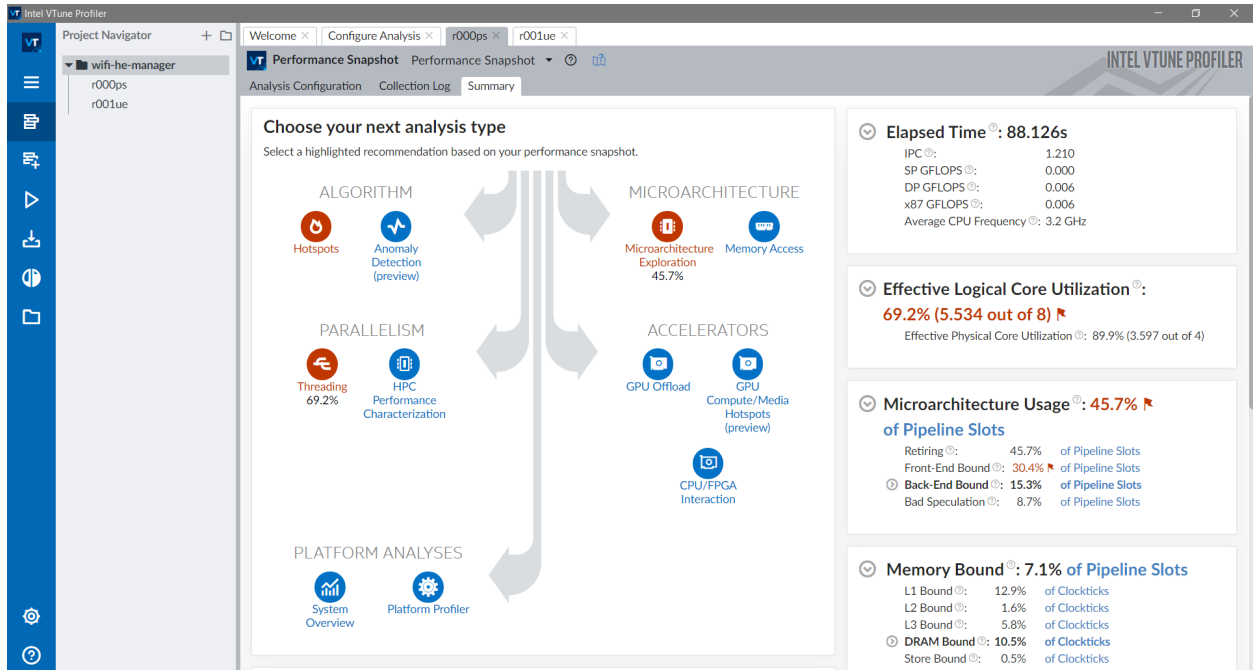 Intel VTune Profiler
Project Navigator
wifi-he-manager
r000ps
r001ue
Welcome
Configure Analysis
r000ps
r001ue
Performance Snapshot Performance Snapshot
INTEL VTUNE PROFILER
Analysis Configuration Collection Log Summary
Choose your next analysis type
Select a highlighted recommendation based on your performance snapshot.
ALGORITHM
Hotspots
Anomaly
Detection
(preview)
MICROARCHITECTURE
Microarchitecture
Exploration
45.7%
Memory Access
PARALLELISM
Threading
69.2%
HPC
Performance
Characterization
ACCELERATORS
GPU Offload
GPU
Compute/Media
Hotspots
(preview)
CPU/FPGA
Interaction
PLATFORM ANALYSES
System
Overview
Platform Profiler
Elapsed Time: 88.126s
IPC: 1.210
SP GFLOPS: 0.000
DP GFLOPS: 0.006
x87 GFLOPS: 0.006
Average CPU Frequency: 3.2 GHz
Effective Logical Core Utilization:
69.2% (5.534 out of 8)
Effective Physical Core Utilization: 89.9% (3.597 out of 4)
Microarchitecture Usage: 45.7%
of Pipeline Slots
Retiring: 45.7% of Pipeline Slots
Front-End Bound: 30.4% of Pipeline Slots
Back-End Bound: 15.3% of Pipeline Slots
Bad Speculation: 8.7% of Pipeline Slots
Memory Bound: 7.1% of Pipeline Slots
L1 Bound: 12.9% of Clockticks
L2 Bound: 1.6% of Clockticks
L3 Bound: 5.8% of Clockticks
DRAM Bound: 10.5% of Clockticks
Store Bound: 0.5% of Clockticks